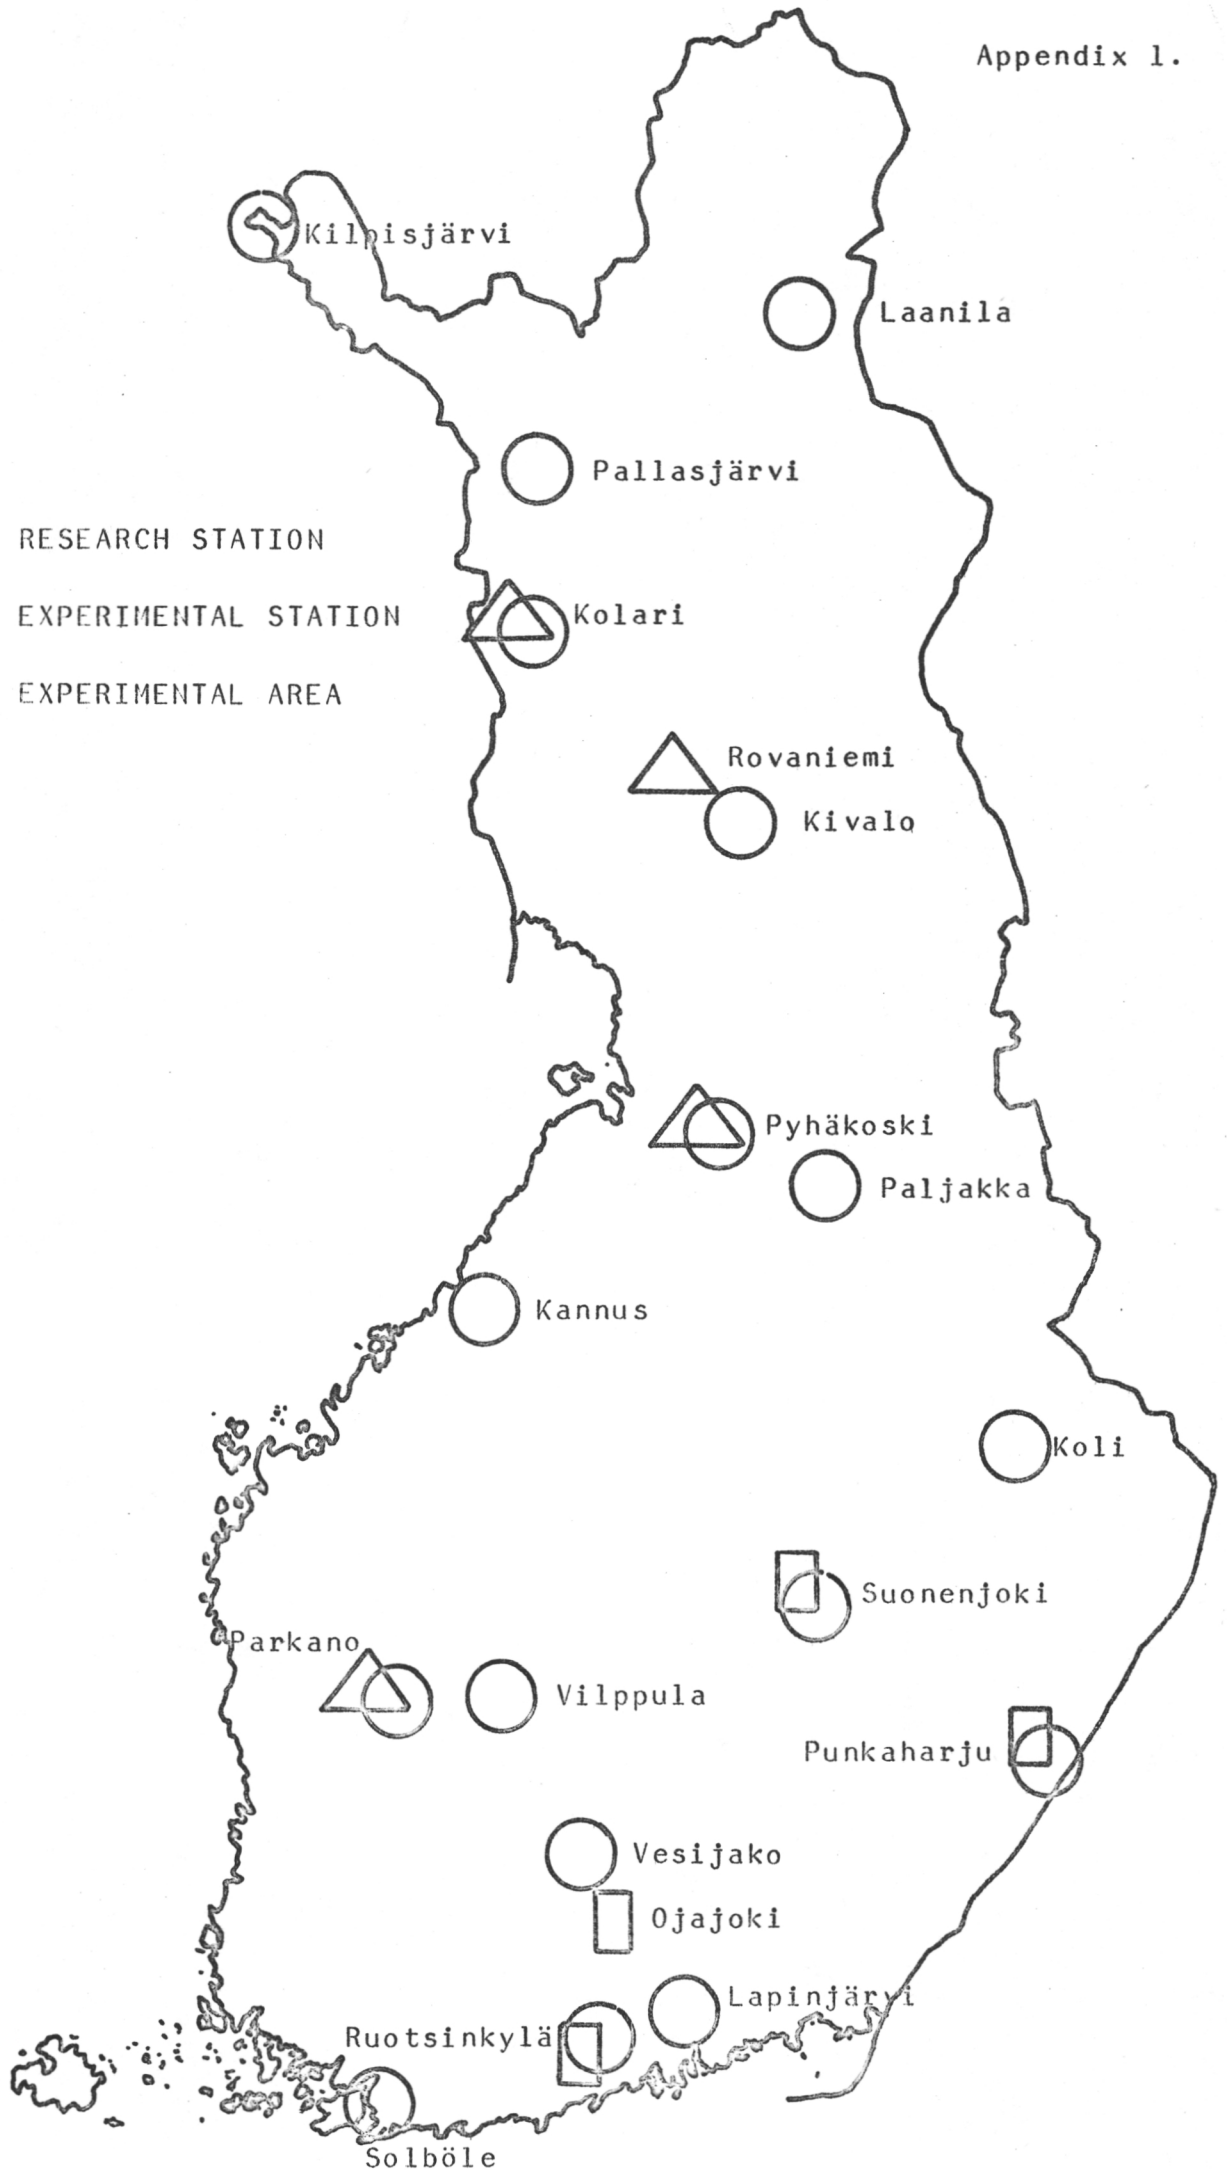 Appendix 1.
Kilpisjärvi
Laanila
Pallasjärvi
RESEARCH STATION
EXPERIMENTAL STATION
Kolari
EXPERIMENTAL AREA
Rovaniemi
Kivalo
Pyhäkoski
Paljakka
Kannus
Koli
Suonenjoki
Parkano
Vilppula
Punkaharju
Vesijako
Ojajoki
Lapinjärvi
Ruotsinkylä
Solböle